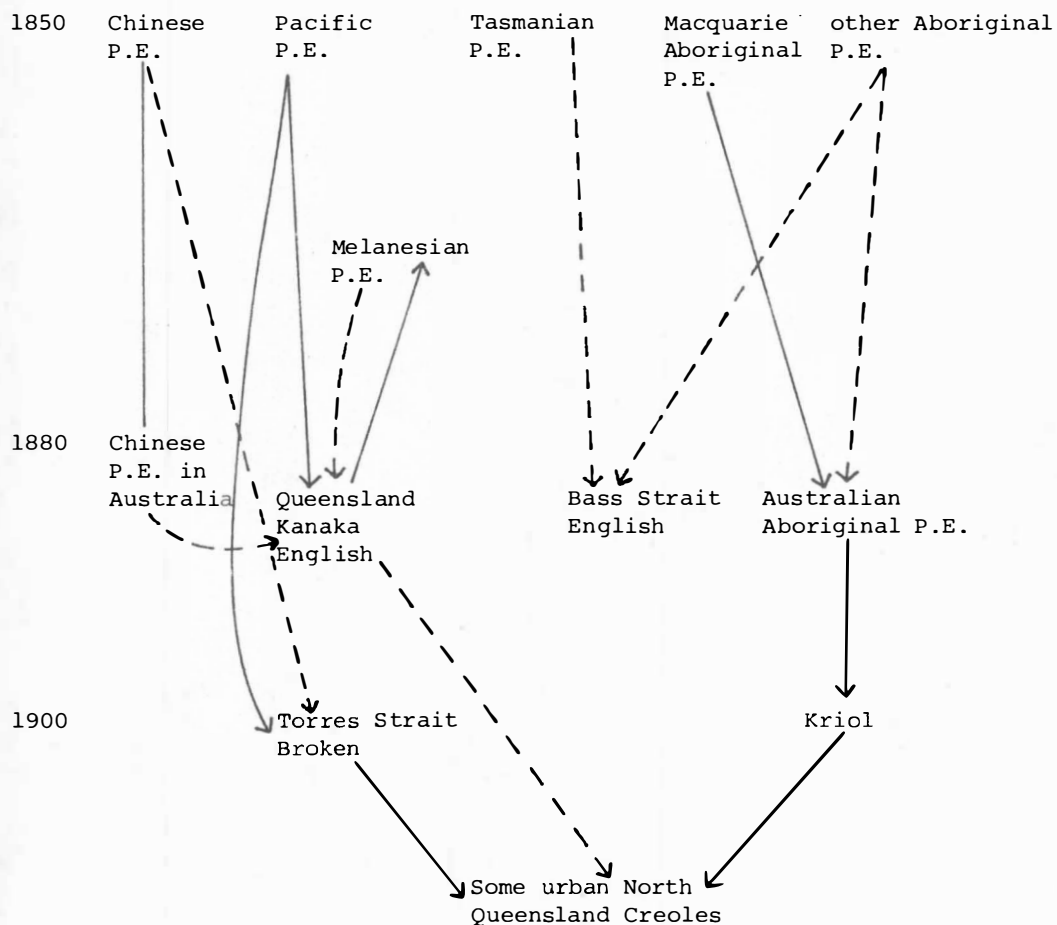 1850
Chinese
P.E.
Pacific
P.E.
Tasmanian
P.E.
Macquarie
Aboriginal
P.E.
other Aboriginal
P.E.
Melanesian
P.E.
1880
Chinese
P.E. in
Australia
Queensland
Kanaka
English
Bass Strait
English
Australian
Aboriginal P.E.
1900
Torres Strait
Broken
Kriol
Some urban North
Queensland Creoles